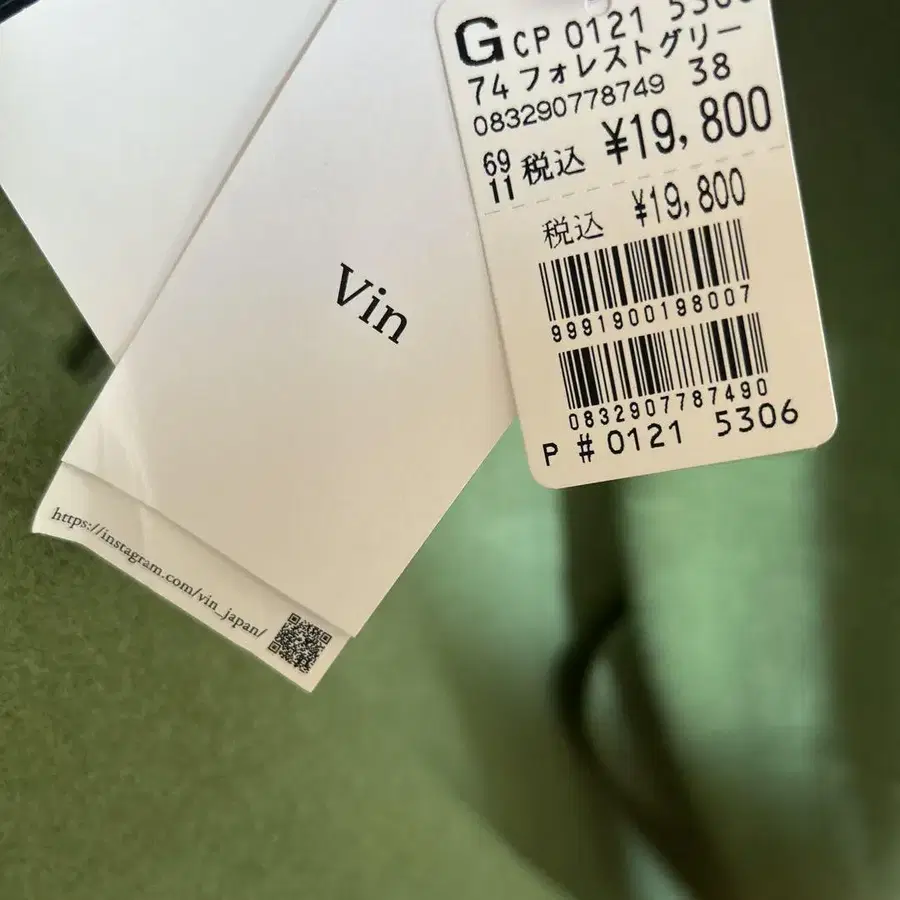 Vin
https://instagram.com/vin_japan/
G CP 0121 5306
74 フォレストグリー
083290778749 38
69
11 税込 ¥19,800
税込 ¥19,800
9991900198007
0832907787490
P # 0121 5306